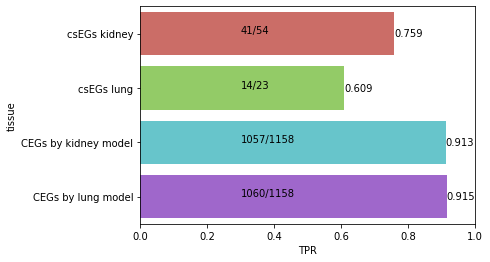 csEGs kidney
41/54
0.759
csEGs lung
14/23
0.609
tissue
CEGs by kidney model
1057/1158
0.913
CEGs by lung model
1060/1158
0.915
0.0 0.2 0.4 0.6 0.8 1.0
TPR